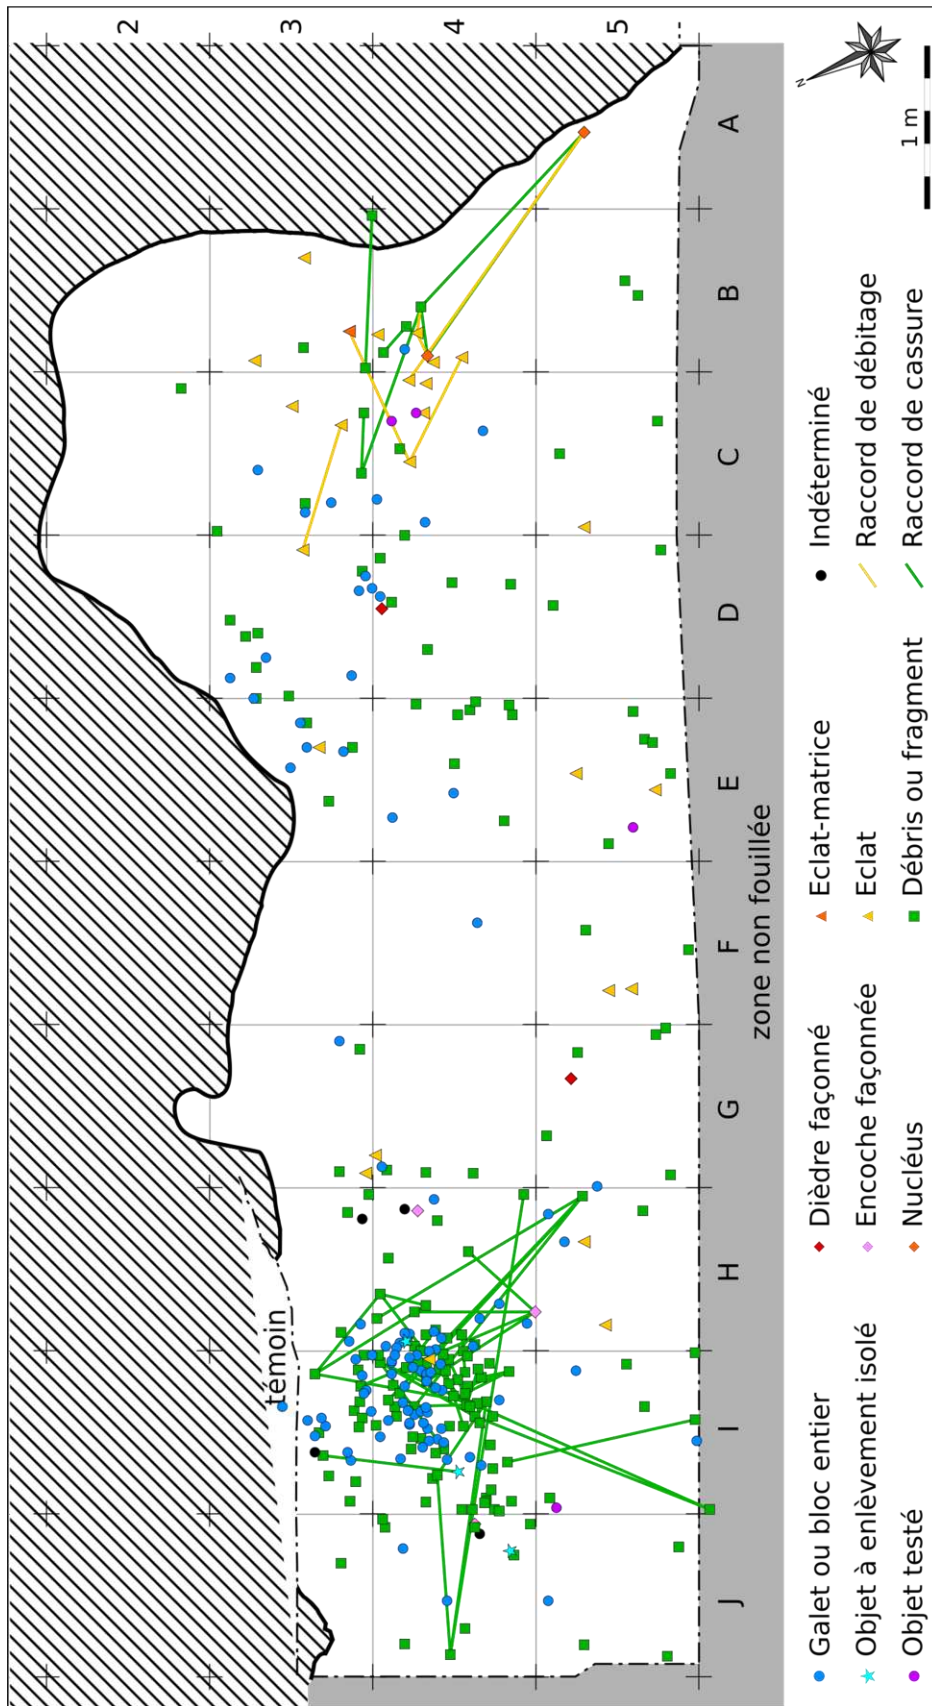 2
3
témoin
4
5
J I H G F E D C B A
zone non fouillée
N
Galet ou bloc entier
Objet à enlèvement isolé
Objet testé
Dièdre façonné
Encoche façonnée
Nucléus
Eclat-matrice
Eclat
Débris ou fragment
Indéterminé
Raccord de débitage
Raccord de cassure
1 m